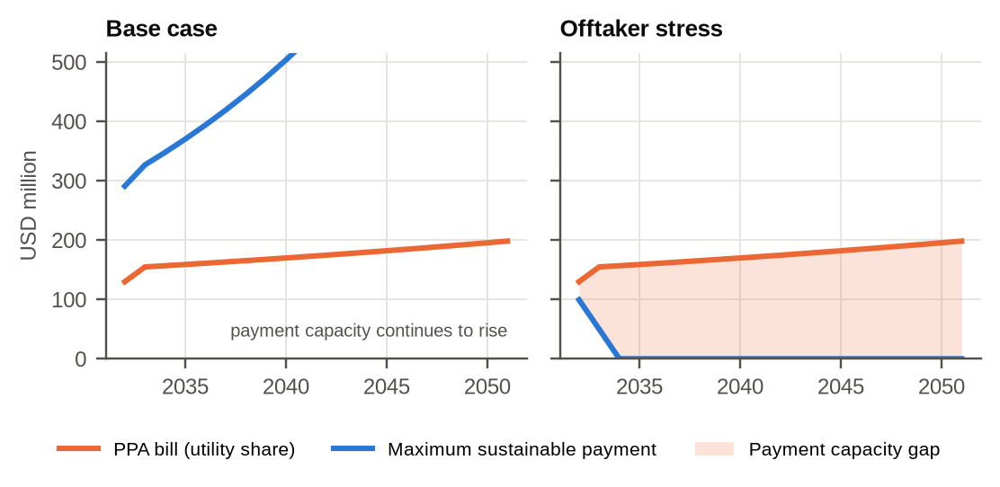 Base case
Offtaker stress
USD million
500
400
300
200
100
0
payment capacity continues to rise
2035 2040 2045 2050
2035 2040 2045 2050
PPA bill (utility share) Maximum sustainable payment Payment capacity gap